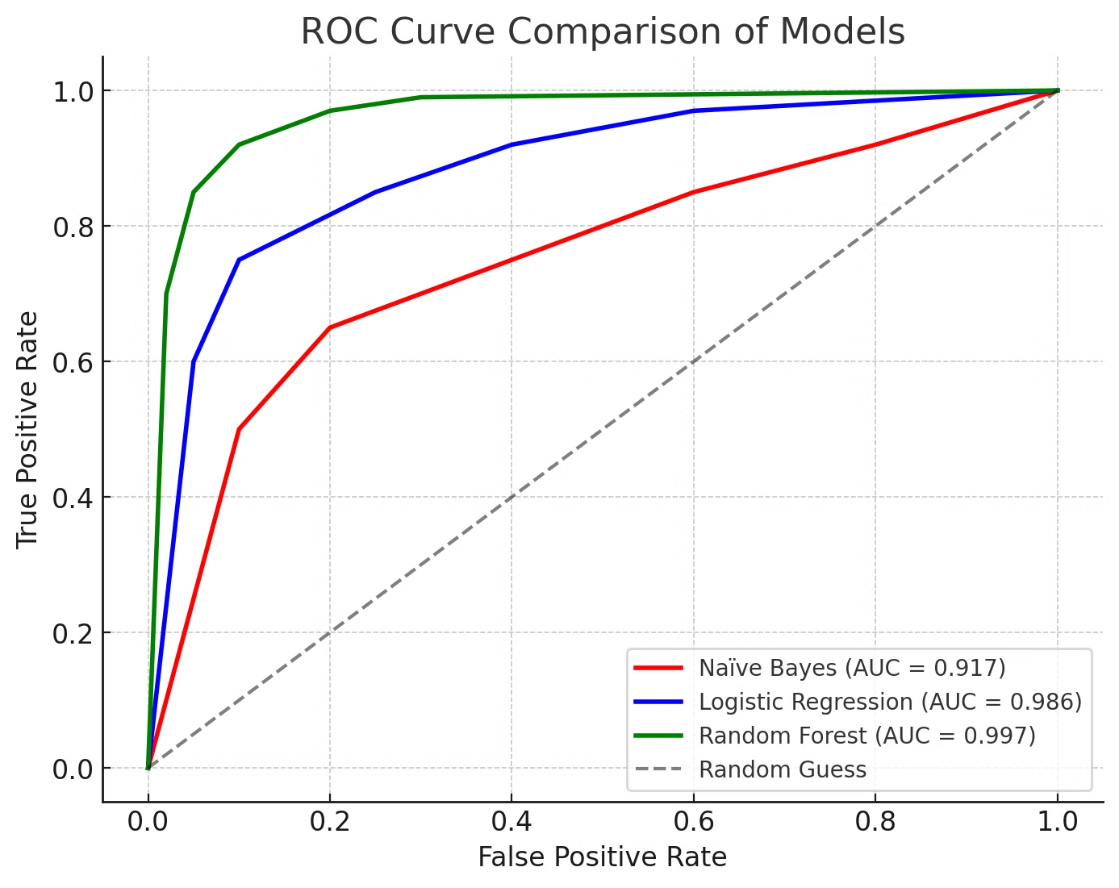 ROC Curve Comparison of Models
True Positive Rate
1.0
0.8
0.6
0.4
0.2
0.0
Naïve Bayes (AUC = 0.917)
Logistic Regression (AUC = 0.986)
Random Forest (AUC = 0.997)
Random Guess
0.0 0.2 0.4 0.6 0.8 1.0
False Positive Rate